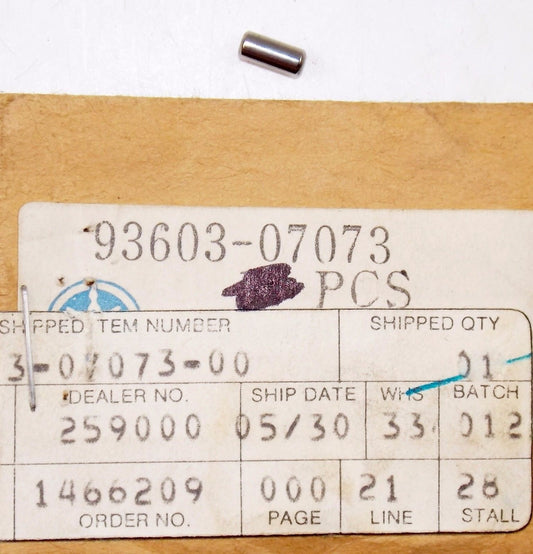 93603-07073
PCS
SHIPPED ITEM NUMBER SHIPPED QTY
3-07073-00 01
DEALER NO. SHIP DATE WHS BATCH
259000 05/30 33 012
1466209 000 21 28
ORDER NO. PAGE LINE STALL